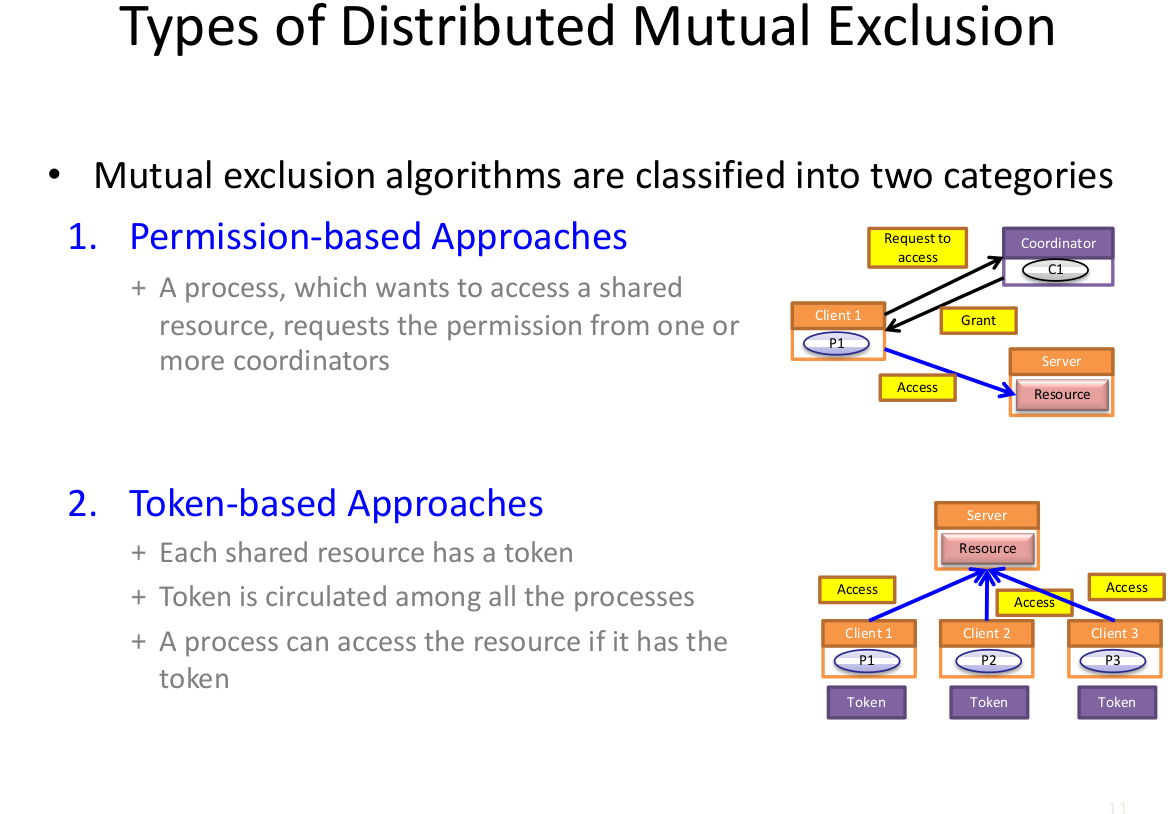 Types of Distributed Mutual Exclusion
• Mutual exclusion algorithms are classified into two categories
1. Permission-based Approaches
+ A process, which wants to access a shared
resource, requests the permission from one or
more coordinators
Request to
access
Coordinator
C1
Client 1
P1
Grant
Server
Resource
Access
2. Token-based Approaches
+ Each shared resource has a token
+ Token is circulated among all the processes
+ A process can access the resource if it has the
token
Server
Resource
Access
Access
Access
Client 1
Client 2
Client 3
P1
P2
P3
Token
Token
Token
11